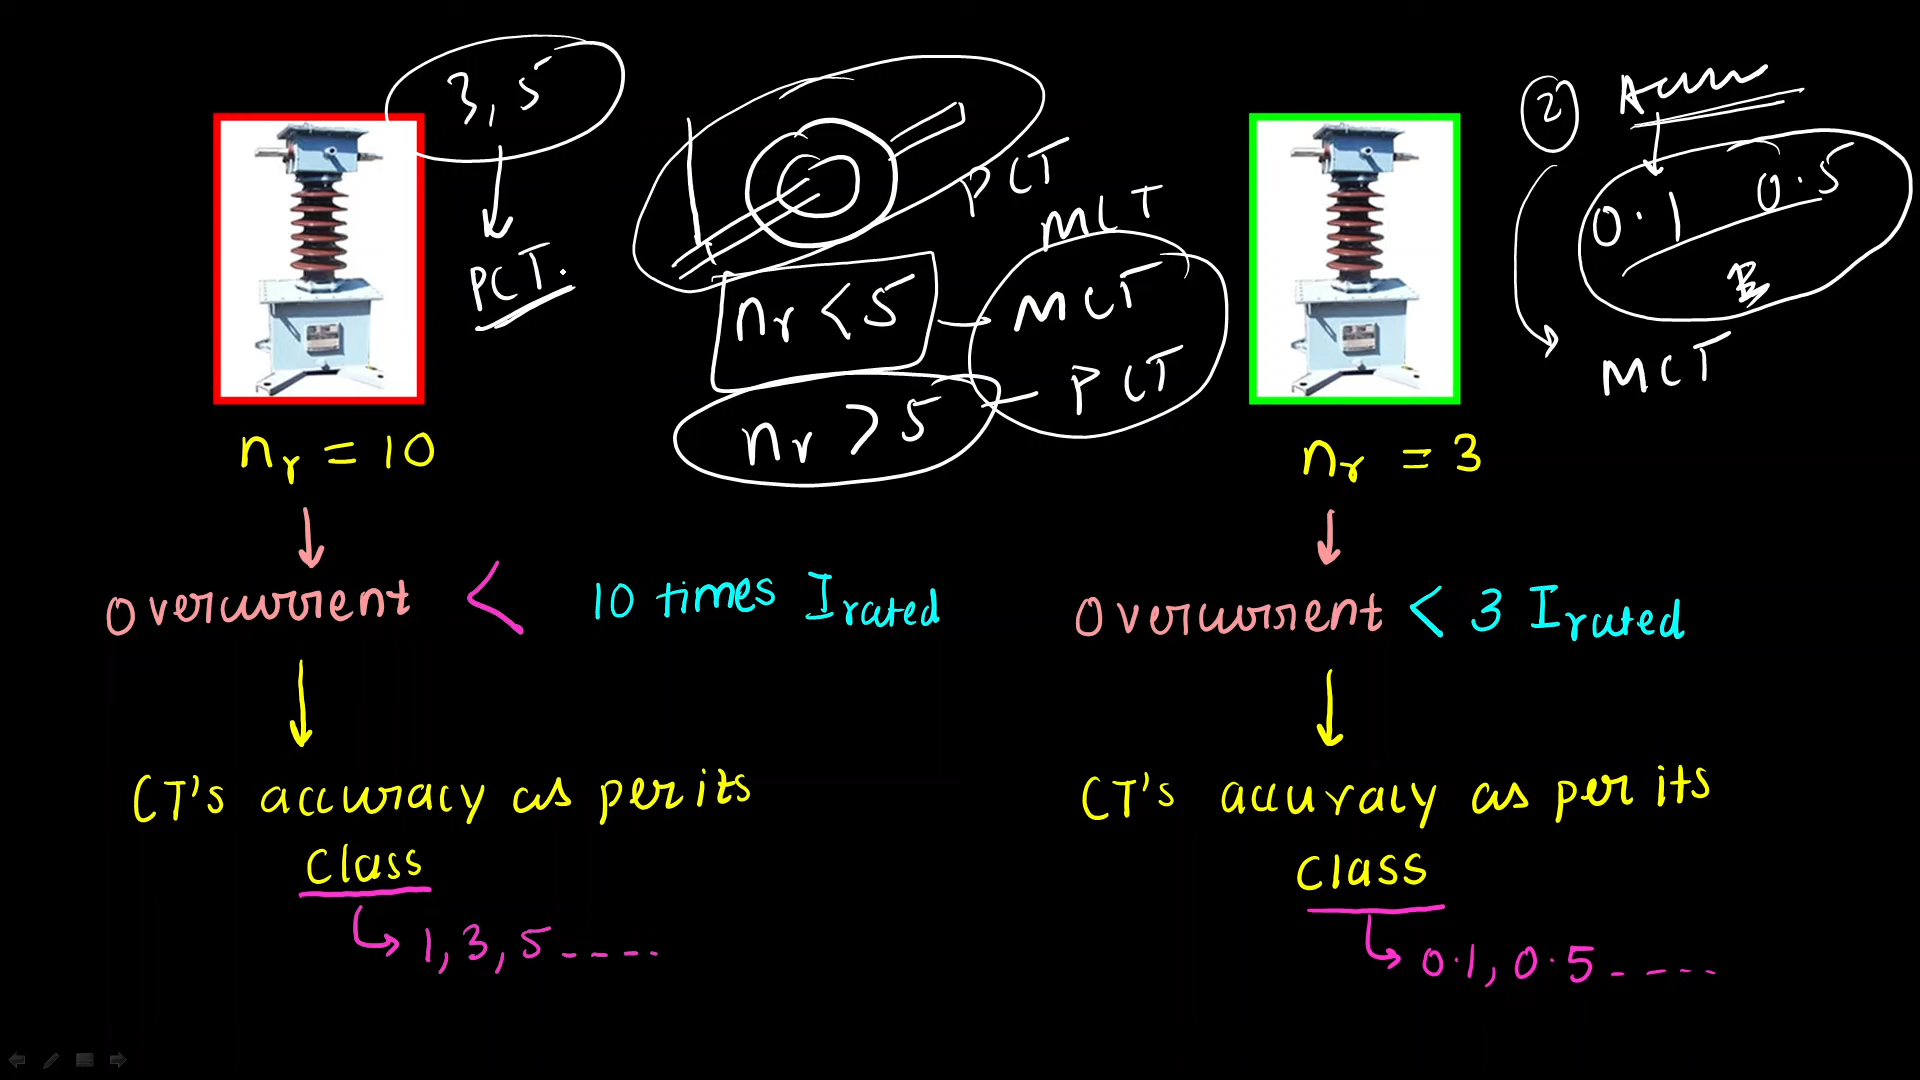 3, 5
PCT.
PCT
MCT
nr < 5
MCT
PCT
nr > 5
2
0.1 0.5
MCT
nr = 10
Overcurrent < 10 times Irated
CT's accuracy as per its
class
1, 3, 5 ----
nr = 3
Overcurrent < 3 Irated
CT's accuracy as per its
class
0.1, 0.5 ----